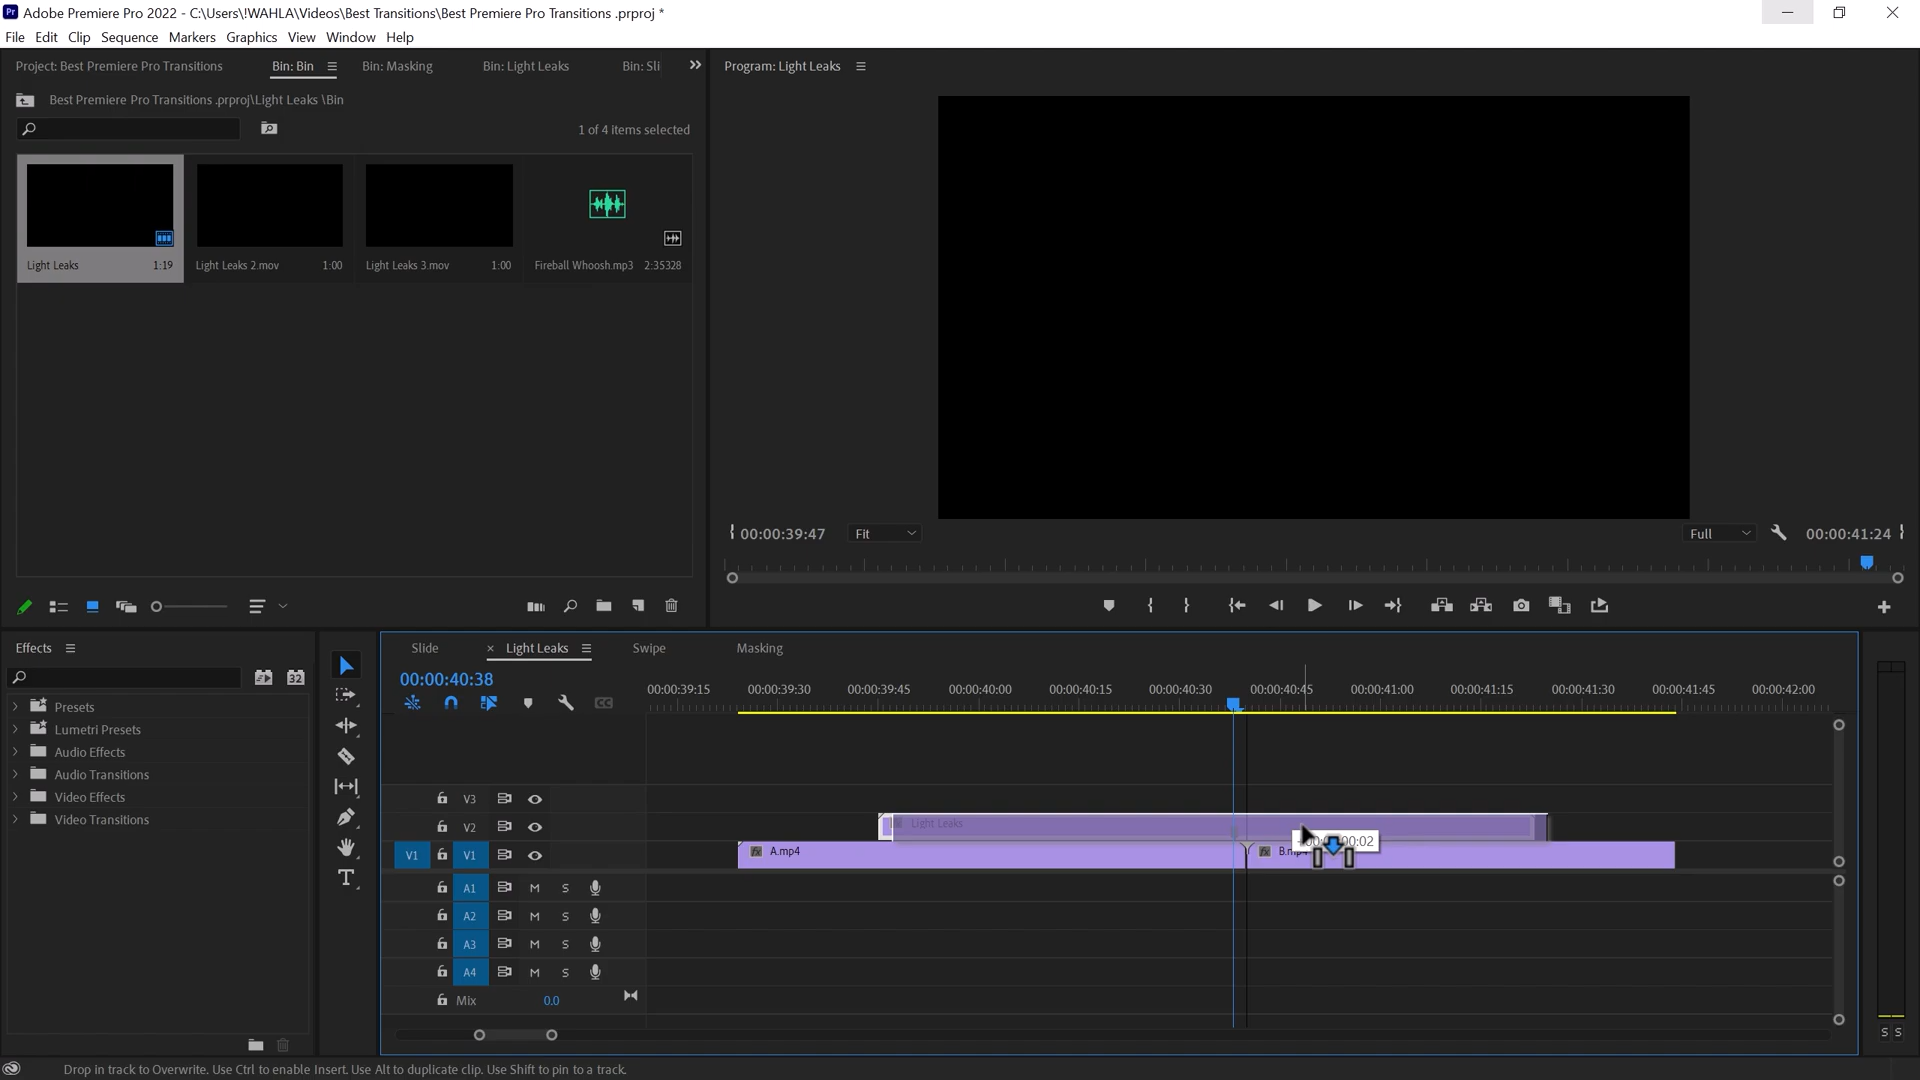 Adobe Premiere Pro 2022 - C:\Users\!WAHLA\Videos\Best Transitions\Best Premiere Pro Transitions .prproj *
File Edit Clip Sequence Markers Graphics View Window Help
Project: Best Premiere Pro Transitions Bin: Bin Bin: Masking Bin: Light Leaks Bin: Sli
Program: Light Leaks
Best Premiere Pro Transitions .prproj\Light Leaks \Bin
1 of 4 items selected
Light Leaks 1:19 Light Leaks 2.mov 1:00 Light Leaks 3.mov 1:00 Fireball Whoosh.mp3 2:35328
00:00:39:47 Fit Full 00:00:41:24
Effects
32
Presets
Lumetri Presets
Audio Effects
Audio Transitions
Video Effects
Video Transitions
Slide × Light Leaks Swipe Masking
00:00:40:38
CC
00:00:39:15 00:00:39:30 00:00:39:45 00:00:40:00 00:00:40:15 00:00:40:30 00:00:40:45 00:00:41:00 00:00:41:15 00:00:41:30 00:00:41:45 00:00:42:00
V3
V2 Light Leaks
V1 V1 fx A.mp4 fx
A1 M S
A2 M S
A3 M S
A4 M S
Mix 0.0
S S
Drop in track to Overwrite. Use Ctrl to enable Insert. Use Alt to duplicate clip. Use Shift to pin to a track.